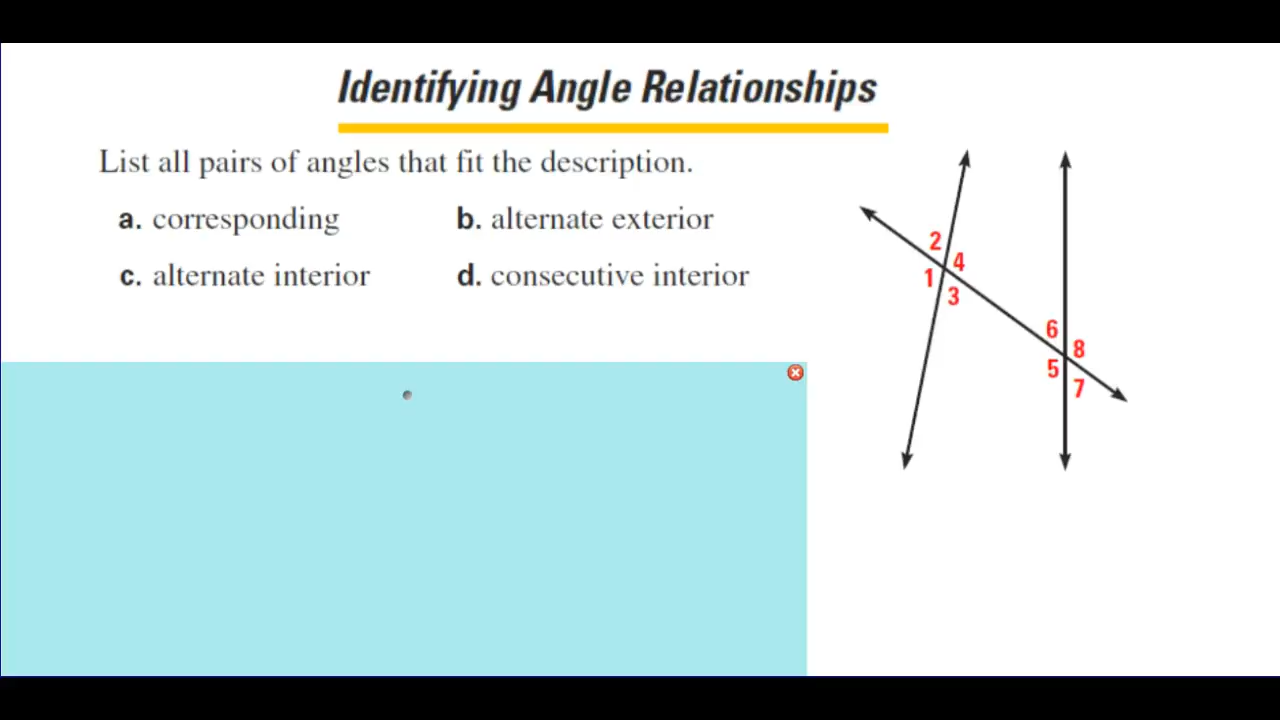 Identifying Angle Relationships
List all pairs of angles that fit the description.
a. corresponding b. alternate exterior
c. alternate interior d. consecutive interior
2
4
1
3
6
8
5
7